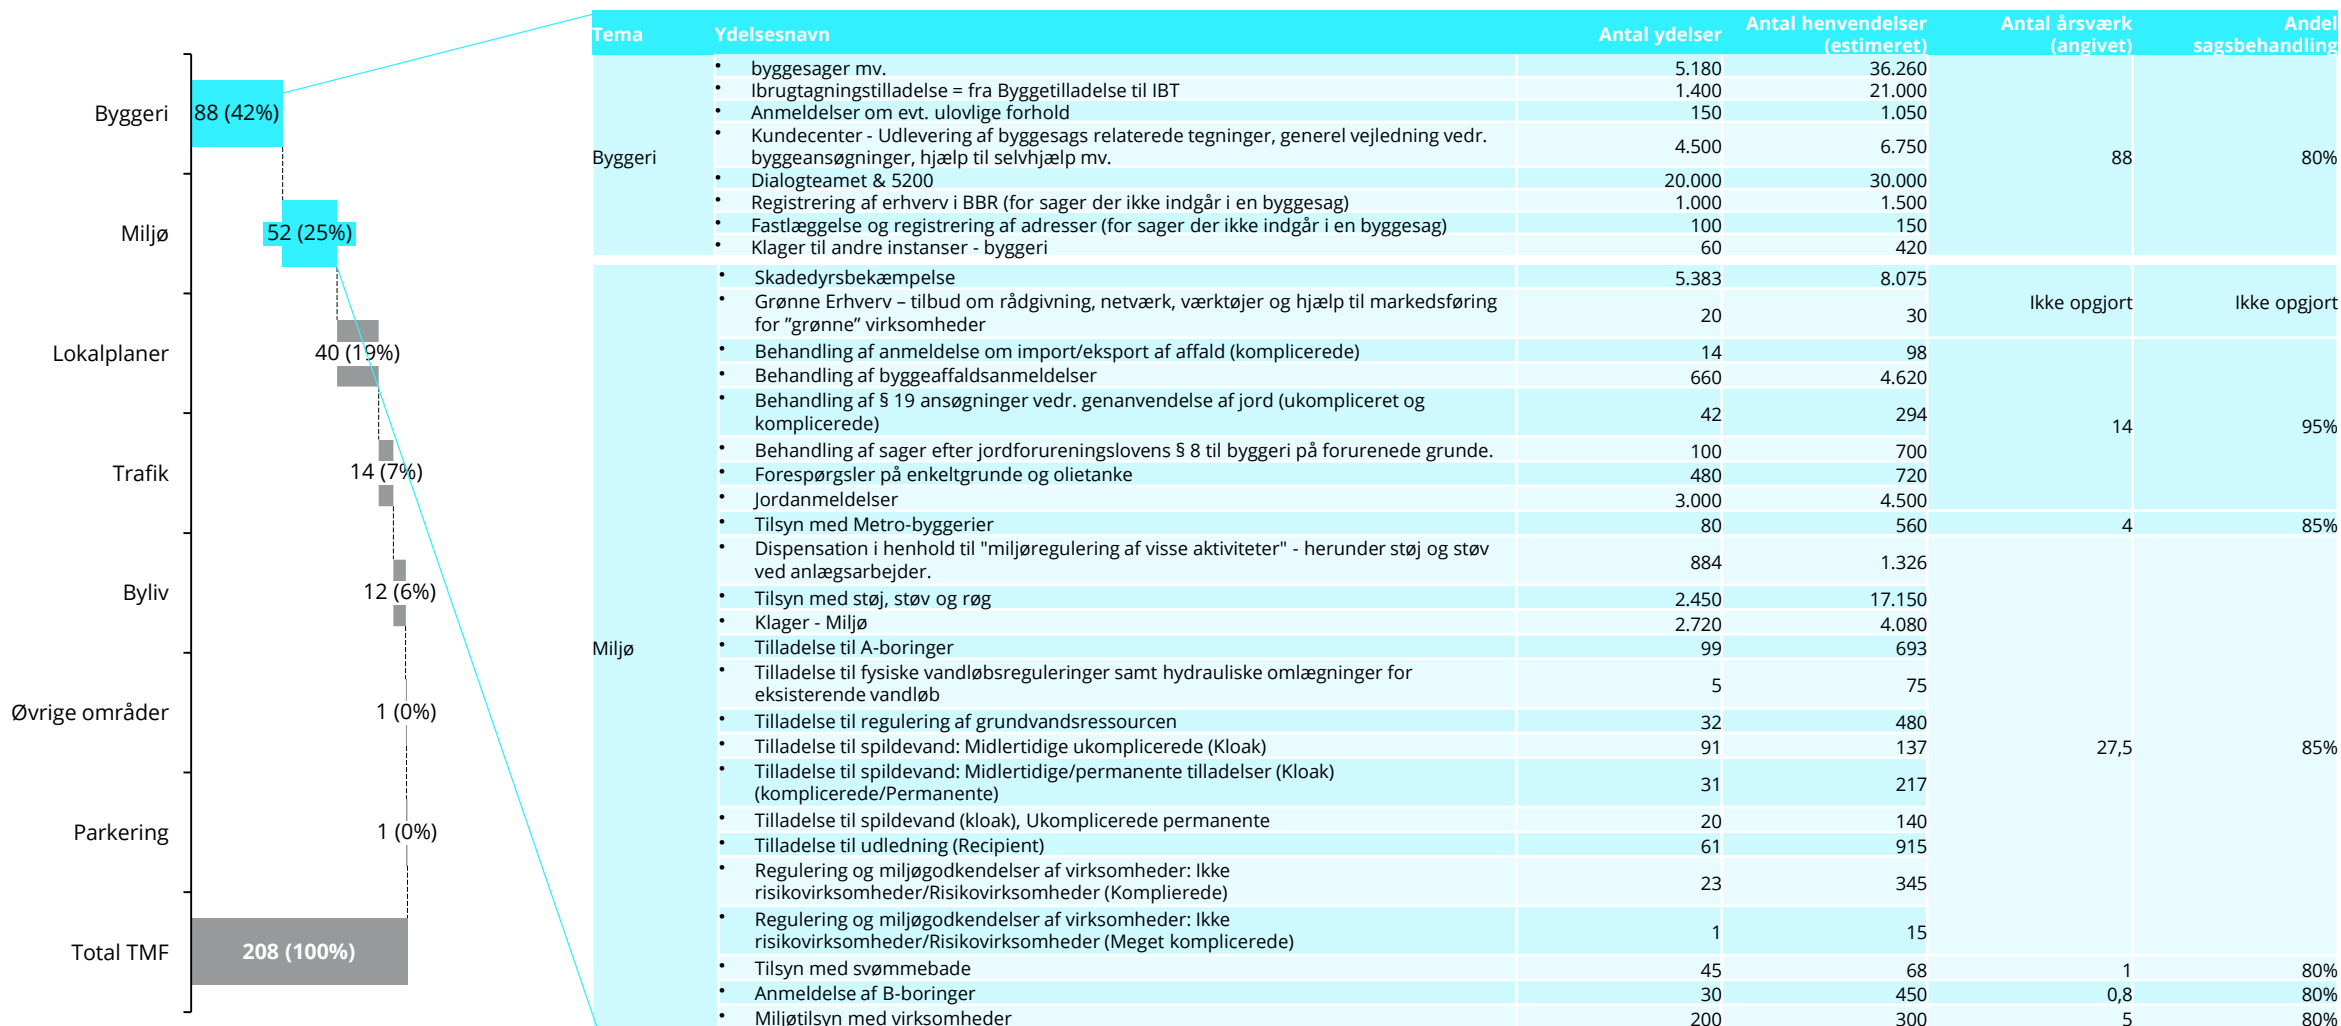 Byggeri
88 (42%)
Miljø
52 (25%)
Lokalplaner
40 (19%)
Trafik
14 (7%)
Byliv
12 (6%)
Øvrige områder
1 (0%)
Parkering
1 (0%)
Total TMF
208 (100%)
Tema Ydelsesnavn Antal ydelser Antal henvendelser (estimeret) Antal årsværk (angivet) Andel sagsbehandling
Byggeri 88 80%
• byggesager mv. 5.180 36.260
• Ibrugtagningstilladelse = fra Byggetilladelse til IBT 1.400 21.000
• Anmeldelser om evt. ulovlige forhold 150 1.050
• Kundecenter - Udlevering af byggesags relaterede tegninger, generel vejledning vedr.
byggeansøgninger, hjælp til selvhjælp mv. 4.500 6.750
• Dialogteamet & 5200 20.000 30.000
• Registrering af erhverv i BBR (for sager der ikke indgår i en byggesag) 1.000 1.500
• Fastlæggelse og registrering af adresser (for sager der ikke indgår i en byggesag) 100 150
• Klager til andre instanser - byggeri 60 420
Miljø
• Skadedyrsbekæmpelse 5.383 8.075
Ikke opgjort Ikke opgjort
• Grønne Erhverv – tilbud om rådgivning, netværk, værktøjer og hjælp til markedsføring
for ”grønne” virksomheder 20 30
• Behandling af anmeldelse om import/eksport af affald (komplicerede) 14 98
• Behandling af byggeaffaldsanmeldelser 660 4.620
• Behandling af § 19 ansøgninger vedr. genanvendelse af jord (ukompliceret og
komplicerede) 42 294
14 95%
• Behandling af sager efter jordforureningslovens § 8 til byggeri på forurenede grunde. 100 700
• Forespørgsler på enkeltgrunde og olietanke 480 720
• Jordanmeldelser 3.000 4.500
• Tilsyn med Metro-byggerier 80 560 4 85%
• Dispensation i henhold til "miljøregulering af visse aktiviteter" - herunder støj og støv
ved anlægsarbejder. 884 1.326
• Tilsyn med støj, støv og røg 2.450 17.150
• Klager - Miljø 2.720 4.080
• Tilladelse til A-boringer 99 693
• Tilladelse til fysiske vandløbsreguleringer samt hydrauliske omlægninger for
eksisterende vandløb 5 75
• Tilladelse til regulering af grundvandsressourcen 32 480
• Tilladelse til spildevand: Midlertidige ukomplicerede (Kloak) 91 137 27,5 85%
• Tilladelse til spildevand: Midlertidige/permanente tilladelser (Kloak)
(komplicerede/Permanente) 31 217
• Tilladelse til spildevand (kloak), Ukomplicerede permanente 20 140
• Tilladelse til udledning (Recipient) 61 915
• Regulering og miljøgodkendelser af virksomheder: Ikke
risikovirksomheder/Risikovirksomheder (Komplierede) 23 345
• Regulering og miljøgodkendelser af virksomheder: Ikke
risikovirksomheder/Risikovirksomheder (Meget komplicerede) 1 15
• Tilsyn med svømmebade 45 68 1 80%
• Anmeldelse af B-boringer 30 450 0,8 80%
• Miljøtilsyn med virksomheder 200 300 5 80%